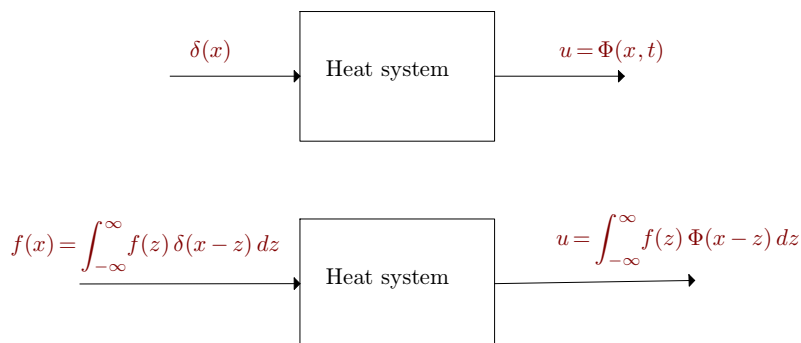 δ(x)
Heat system
u = Φ(x, t)
f(x) = ∫_{−∞}^{∞} f(z) δ(x − z) dz
Heat system
u = ∫_{−∞}^{∞} f(z) Φ(x − z) dz